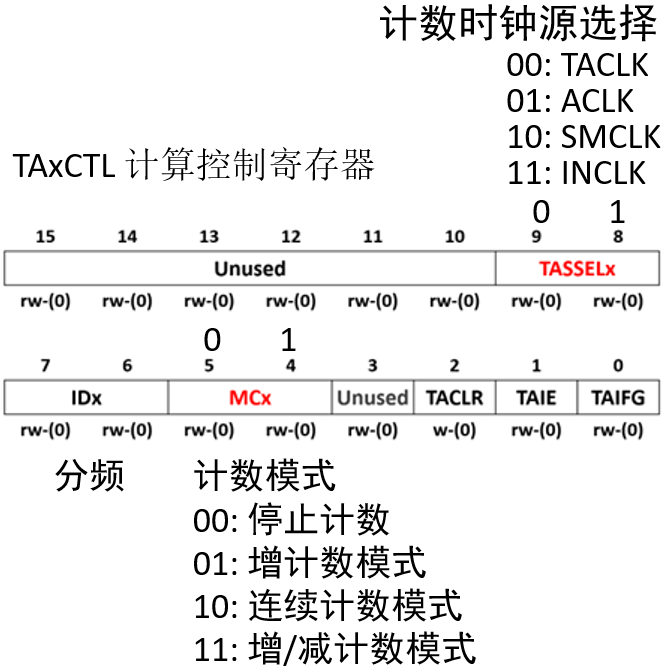 计数时钟源选择
00: TACLK
01: ACLK
10: SMCLK
11: INCLK
TAxCTL 计算控制寄存器
0 1
15 14 13 12 11 10 9 8
Unused TASSELx
rw-(0) rw-(0) rw-(0) rw-(0) rw-(0) rw-(0) rw-(0) rw-(0)
0 1
7 6 5 4 3 2 1 0
IDx MCx Unused TACLR TAIE TAIFG
rw-(0) rw-(0) rw-(0) rw-(0) rw-(0) w-(0) rw-(0) rw-(0)
分频 计数模式
00: 停止计数
01: 增计数模式
10: 连续计数模式
11: 增/减计数模式